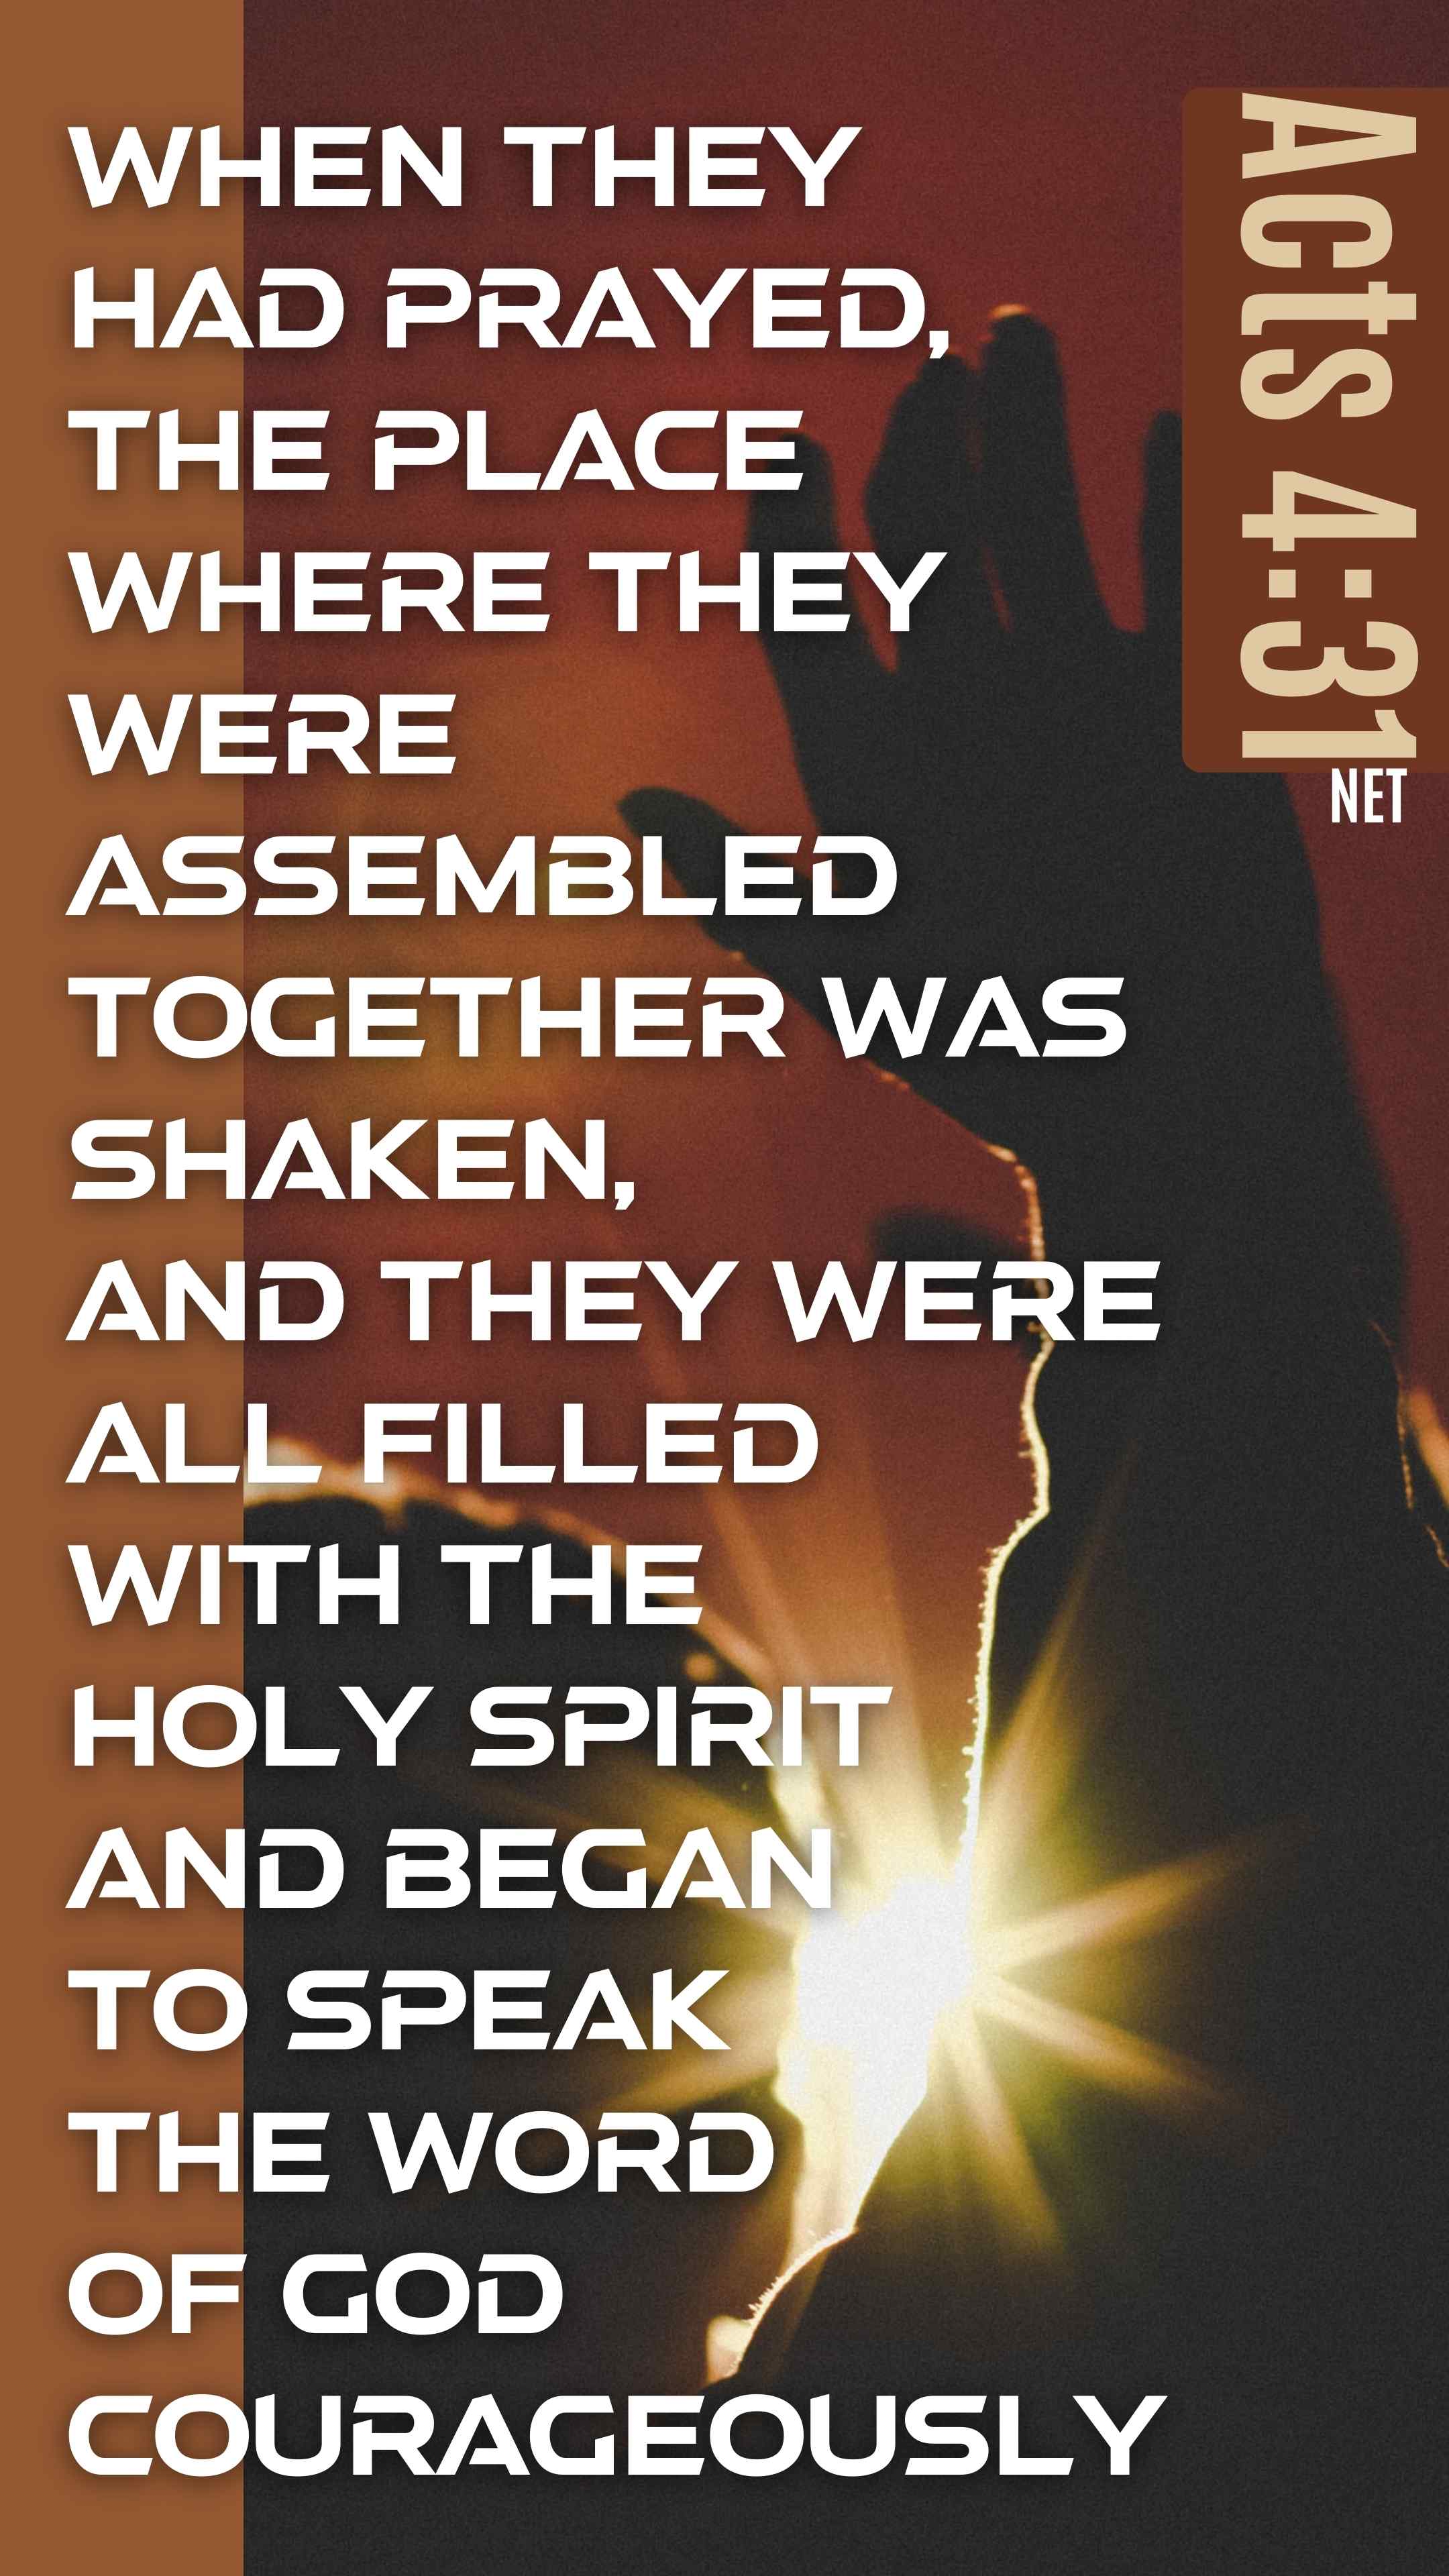 WHEN THEY
HAD PRAYED,
THE PLACE
WHERE THEY
WERE
ASSEMBLED
TOGETHER WAS
SHAKEN,
AND THEY WERE
ALL FILLED
WITH THE
HOLY SPIRIT
AND BEGAN
TO SPEAK
THE WORD
OF GOD
COURAGEOUSLY
Acts 4:31
NET